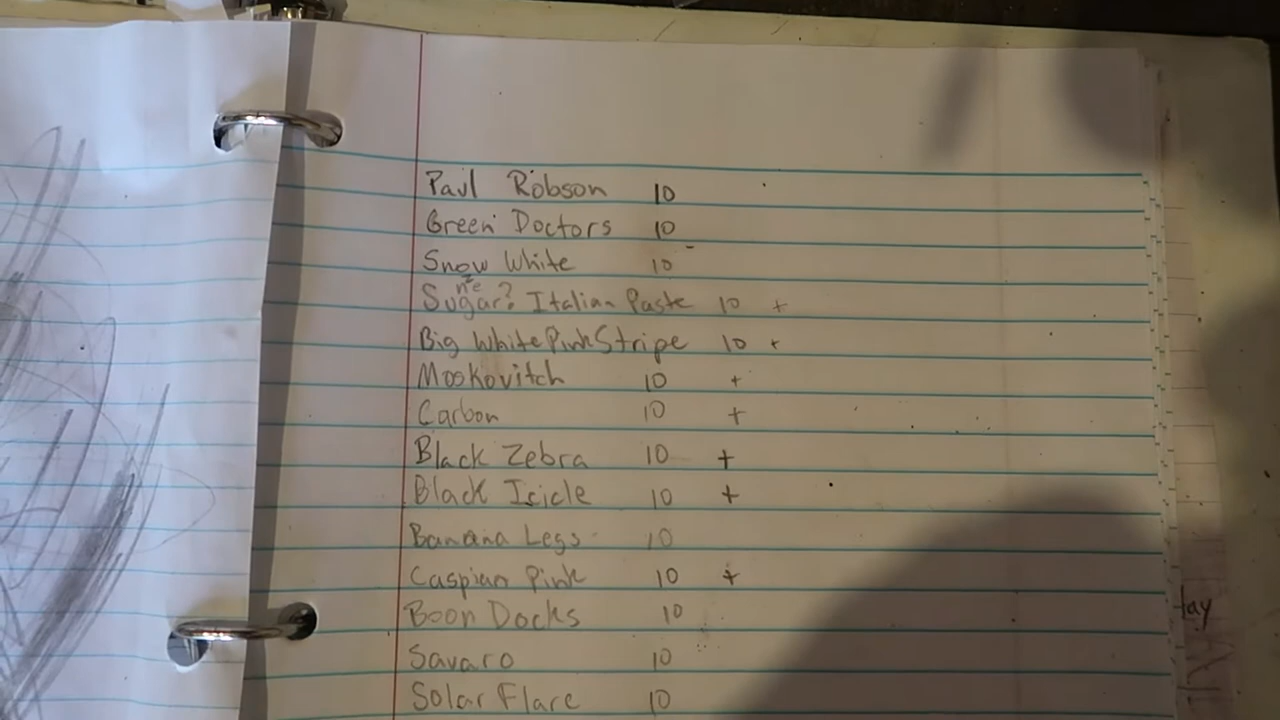 Paul Robson 10
Green Doctors 10
Snow White 10 -
ne
Sugar? Italian Paste 10 +
Big White Pink Stripe 10 +
Moskovitch 10 +
Carbon 10 +
Black Zebra 10 +
Black Icicle 10 +
Banana Legs 10
Caspian Pink 10 +
Boon Docks 10
Savaro 10
Solar Flare 10